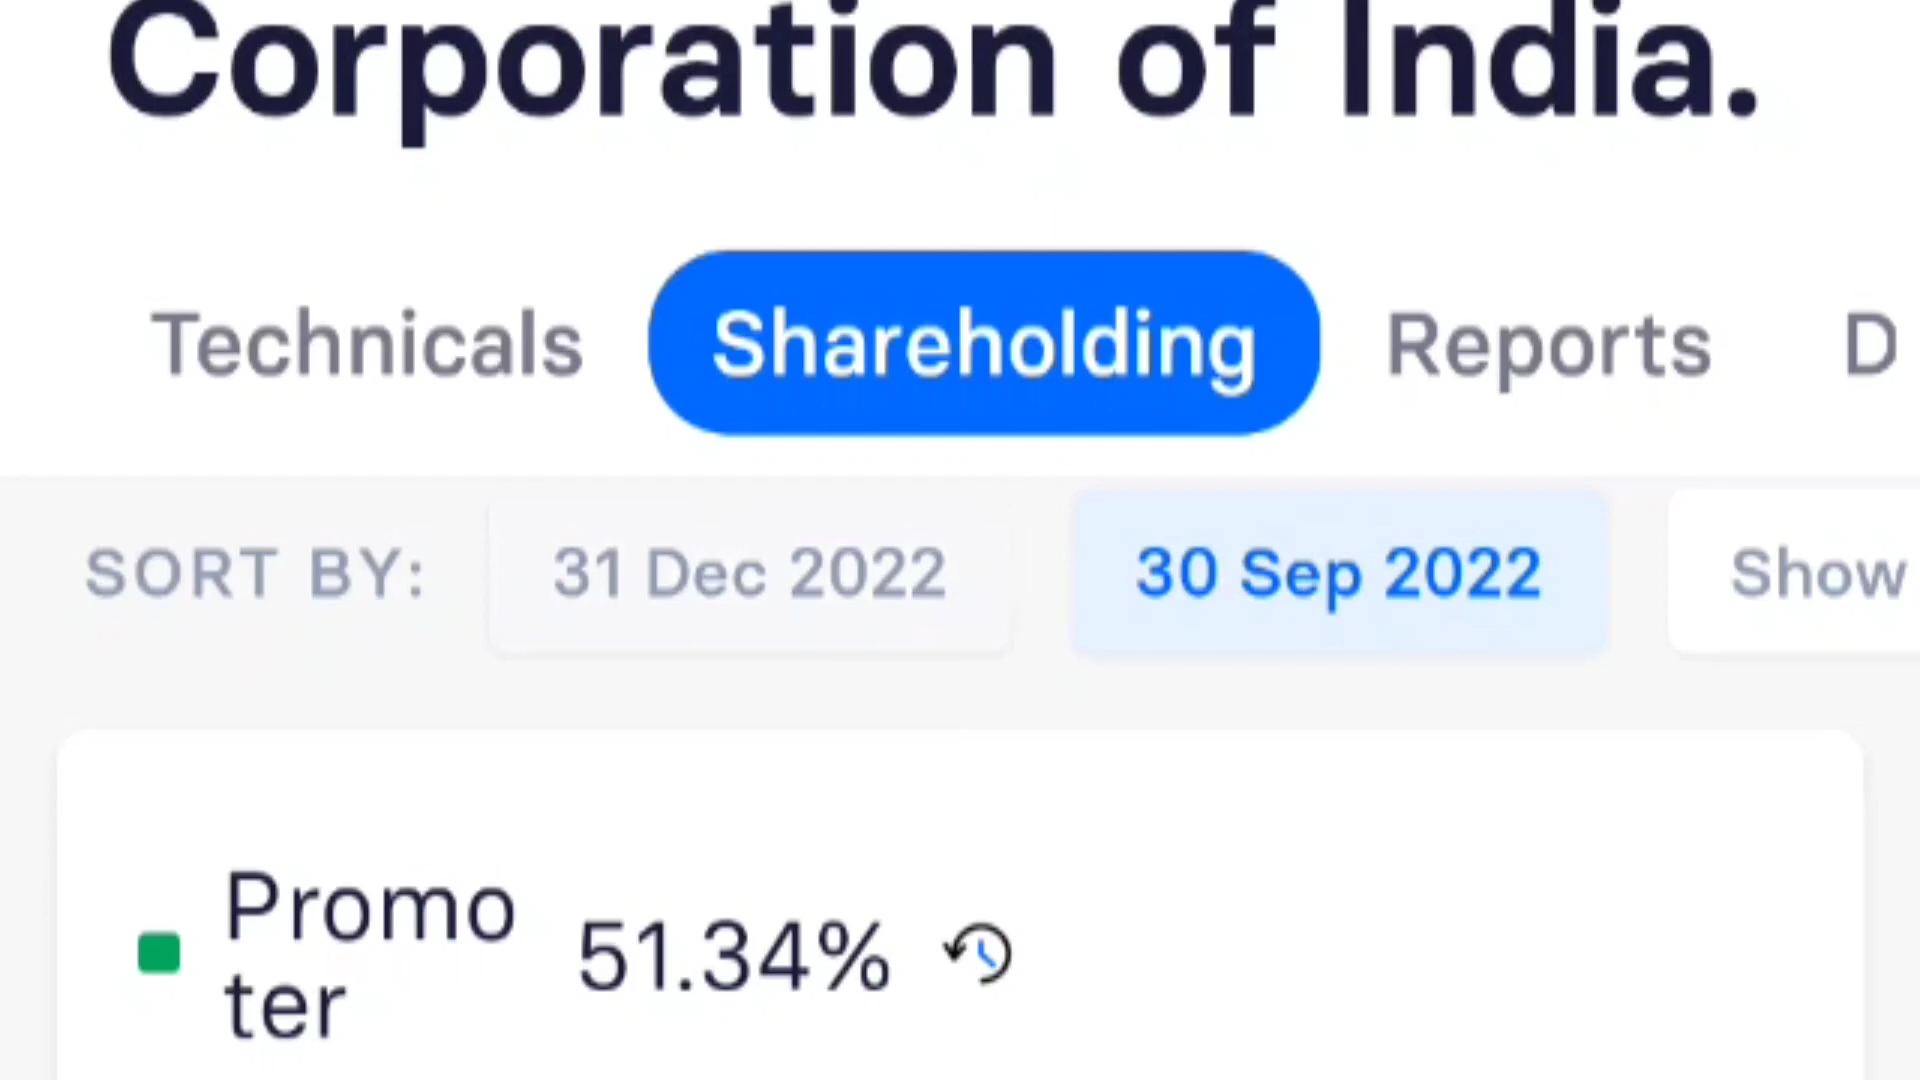 Corporation of India.
Technicals Shareholding Reports D
SORT BY: 31 Dec 2022 30 Sep 2022 Show
Promo
ter 51.34%